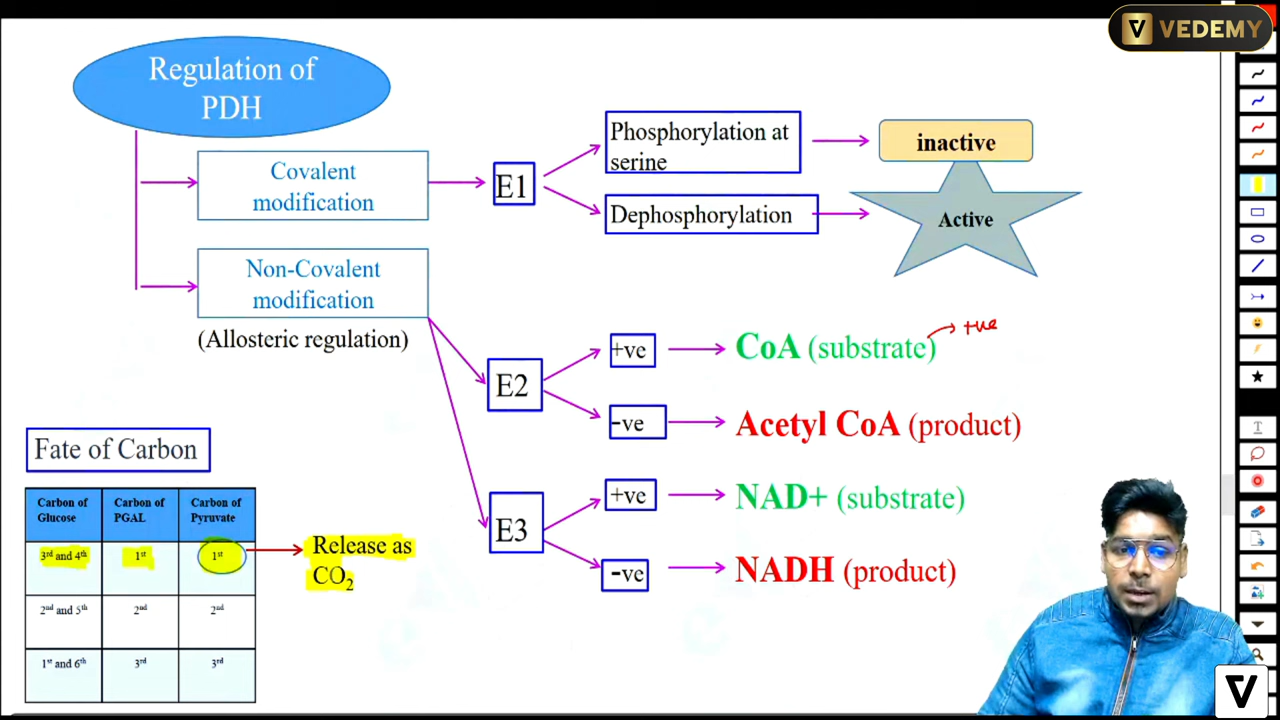 VEDEMY
Regulation of
PDH
Covalent
modification
E1
Phosphorylation at
serine
inactive
Dephosphorylation
Active
Non-Covalent
modification
(Allosteric regulation)
E2
+ve
CoA (substrate)
+ve
-ve
Acetyl CoA (product)
E3
+ve
NAD+ (substrate)
-ve
NADH (product)
Fate of Carbon
Carbon of
Glucose
Carbon of
PGAL
Carbon of
Pyruvate
3rd and 4th
1st
1st
Release as
CO2
2nd and 5th
2nd
2nd
1st and 6th
3rd
3rd